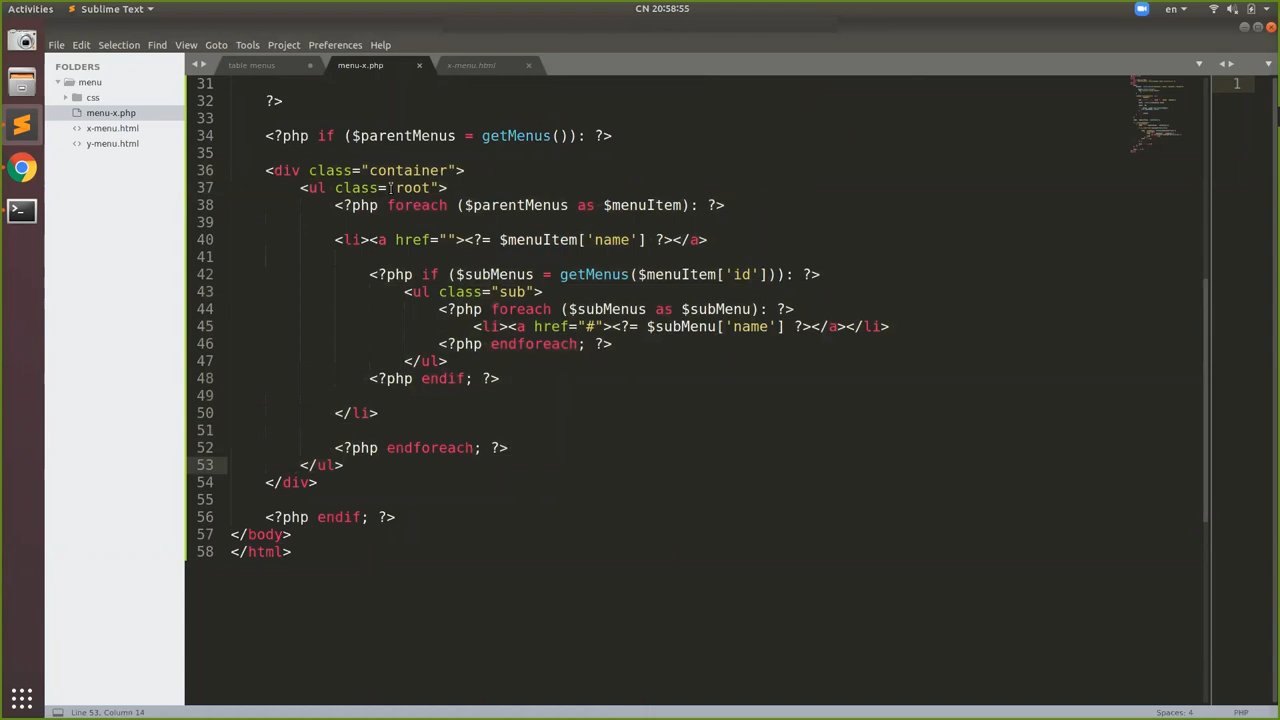 Activities Sublime Text CN 20:58:55 en
File Edit Selection Find View Goto Tools Project Preferences Help
FOLDERS
menu
css
menu-x.php
x-menu.html
y-menu.html
table menus menu-x.php x-menu.html
31
32 ?>
33
34 <?php if ($parentMenus = getMenus()): ?>
35
36 <div class="container">
37 <ul class="root">
38 <?php foreach ($parentMenus as $menuItem): ?>
39
40 <li><a href=""><?= $menuItem['name'] ?></a>
41
42 <?php if ($subMenus = getMenus($menuItem['id'])): ?>
43 <ul class="sub">
44 <?php foreach ($subMenus as $subMenu): ?>
45 <li><a href="#"><?= $subMenu['name'] ?></a></li>
46 <?php endforeach; ?>
47 </ul>
48 <?php endif; ?>
49
50 </li>
51
52 <?php endforeach; ?>
53 </ul>
54 </div>
55
56 <?php endif; ?>
57 </body>
58 </html>
1
Line 53, Column 14 Spaces: 4 PHP